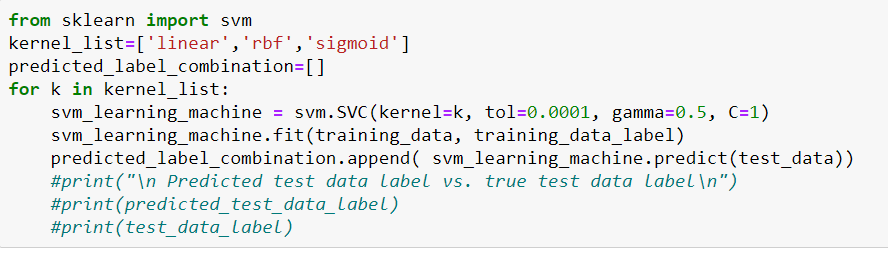 from sklearn import svm
kernel_list=['linear','rbf','sigmoid']
predicted_label_combination=[]
for k in kernel_list:
    svm_learning_machine = svm.SVC(kernel=k, tol=0.0001, gamma=0.5, C=1)
    svm_learning_machine.fit(training_data, training_data_label)
    predicted_label_combination.append( svm_learning_machine.predict(test_data))
    #print("\n Predicted test data label vs. true test data label\n")
    #print(predicted_test_data_label)
    #print(test_data_label)